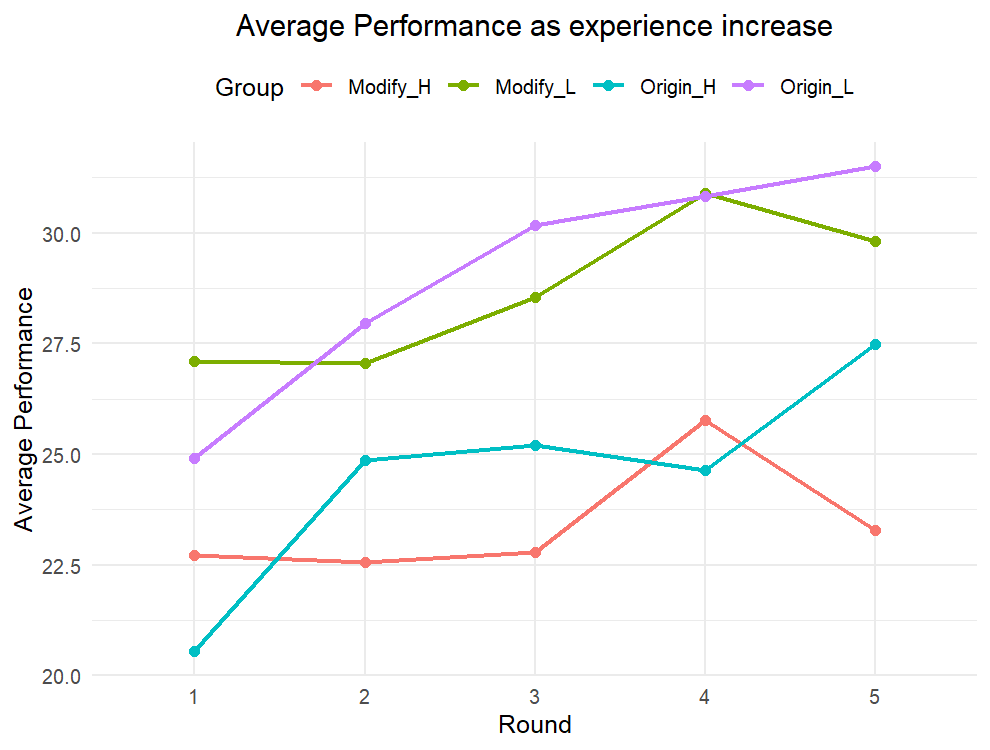 Average Performance as experience increase
Group Modify_H Modify_L Origin_H Origin_L
Average Performance
30.0
27.5
25.0
22.5
20.0
1 2 3 4 5
Round